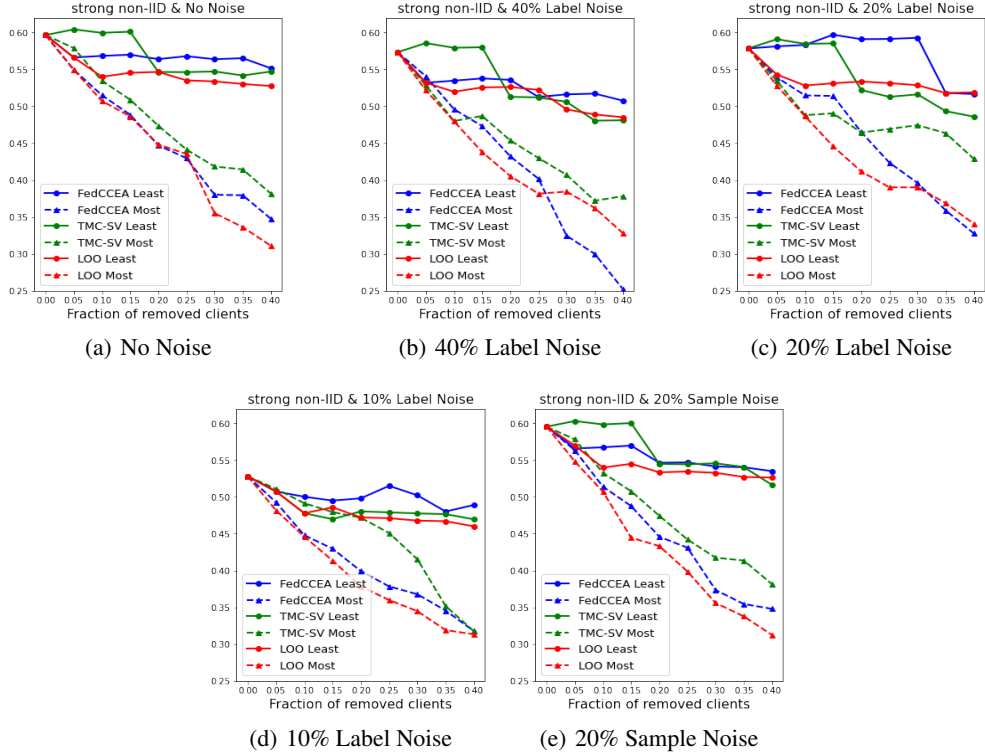 strong non-IID & No Noise
0.60
0.55
0.50
0.45
0.40
0.35
0.30
0.25
FedCCEA Least
FedCCEA Most
TMC-SV Least
TMC-SV Most
LOO Least
LOO Most
0.00 0.05 0.10 0.15 0.20 0.25 0.30 0.35 0.40
Fraction of removed clients
(a) No Noise
strong non-IID & 40% Label Noise
0.60
0.55
0.50
0.45
0.40
0.35
0.30
0.25
FedCCEA Least
FedCCEA Most
TMC-SV Least
TMC-SV Most
LOO Least
LOO Most
0.00 0.05 0.10 0.15 0.20 0.25 0.30 0.35 0.40
Fraction of removed clients
(b) 40% Label Noise
strong non-IID & 20% Label Noise
0.60
0.55
0.50
0.45
0.40
0.35
0.30
0.25
FedCCEA Least
FedCCEA Most
TMC-SV Least
TMC-SV Most
LOO Least
LOO Most
0.00 0.05 0.10 0.15 0.20 0.25 0.30 0.35 0.40
Fraction of removed clients
(c) 20% Label Noise
strong non-IID & 10% Label Noise
0.60
0.55
0.50
0.45
0.40
0.35
0.30
0.25
FedCCEA Least
FedCCEA Most
TMC-SV Least
TMC-SV Most
LOO Least
LOO Most
0.00 0.05 0.10 0.15 0.20 0.25 0.30 0.35 0.40
Fraction of removed clients
(d) 10% Label Noise
strong non-IID & 20% Sample Noise
0.60
0.55
0.50
0.45
0.40
0.35
0.30
0.25
FedCCEA Least
FedCCEA Most
TMC-SV Least
TMC-SV Most
LOO Least
LOO Most
0.00 0.05 0.10 0.15 0.20 0.25 0.30 0.35 0.40
Fraction of removed clients
(e) 20% Sample Noise